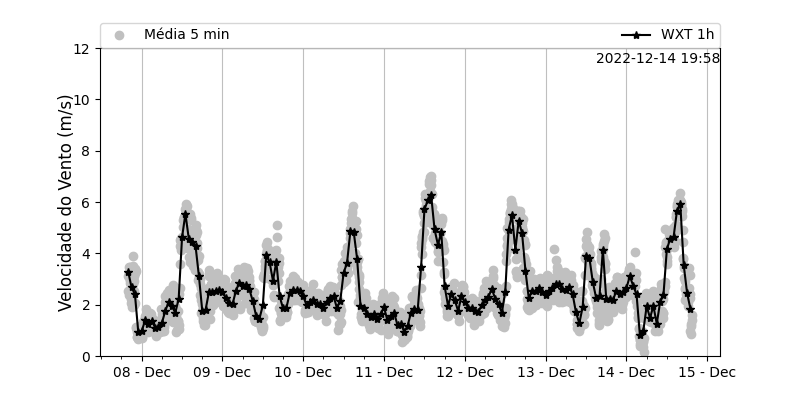 Média 5 min WXT 1h
2022-12-14 19:58
Velocidade do Vento (m/s)
12
10
8
6
4
2
0
08 - Dec 09 - Dec 10 - Dec 11 - Dec 12 - Dec 13 - Dec 14 - Dec 15 - Dec